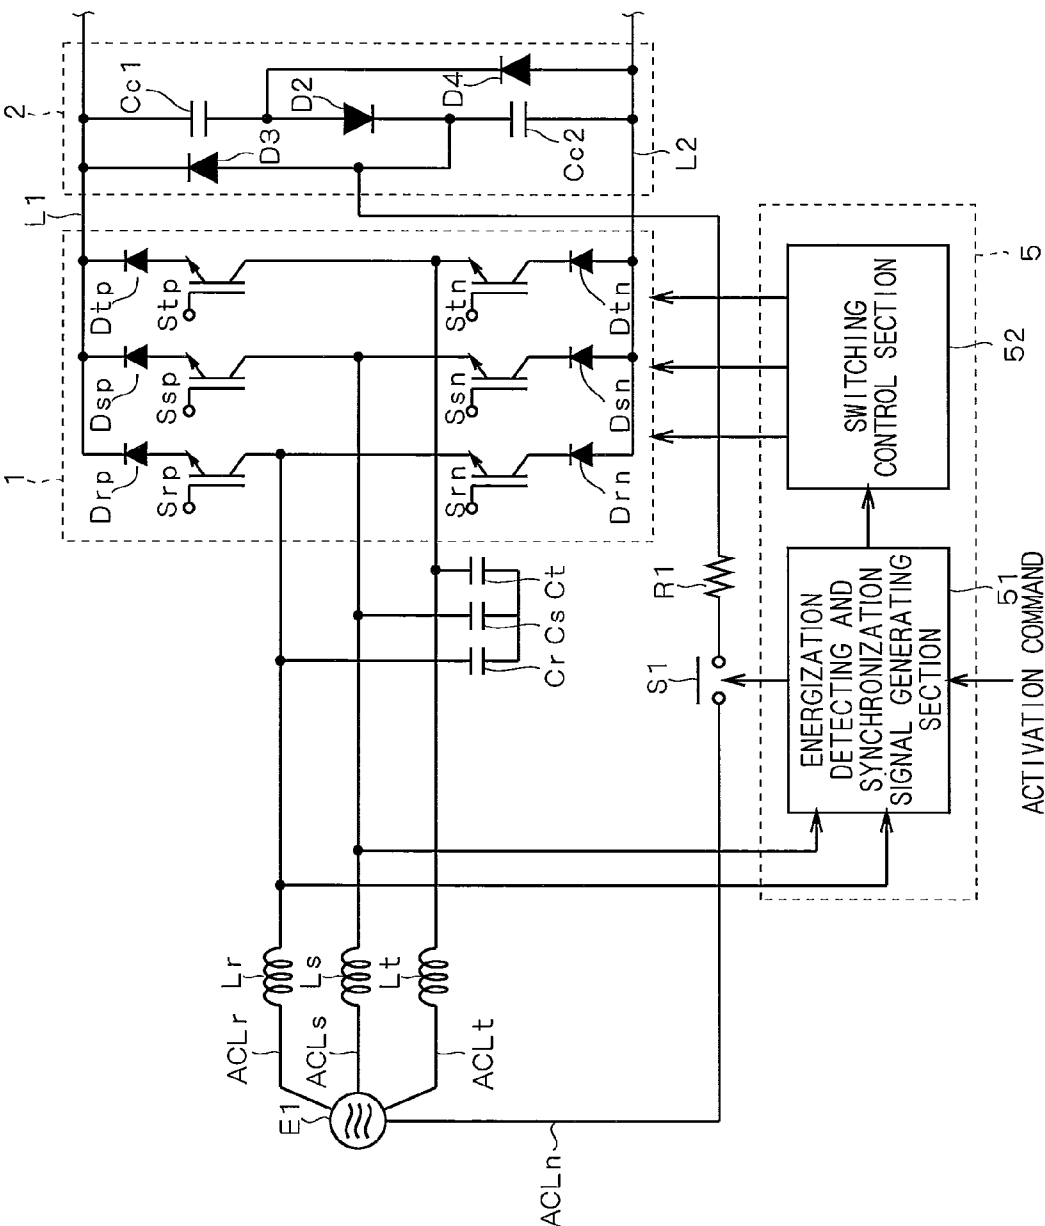 2
Cc1
D4
D2
D3
Cc2
L2
L1
1
Dtp
Stp
Stn
Dtn
Dsp
Ssp
Ssn
Dsn
Drp
Srp
Srn
Drn
5
SWITCHING
CONTROL SECTION
52
Cr
Cs
Ct
R1
S1
ENERGIZATION
DETECTING AND
SYNCHRONIZATION
SIGNAL GENERATING
SECTION
51
ACTIVATION COMMAND
Lr
Ls
Lt
ACLr
ACLs
ACLt
E1
ACLn